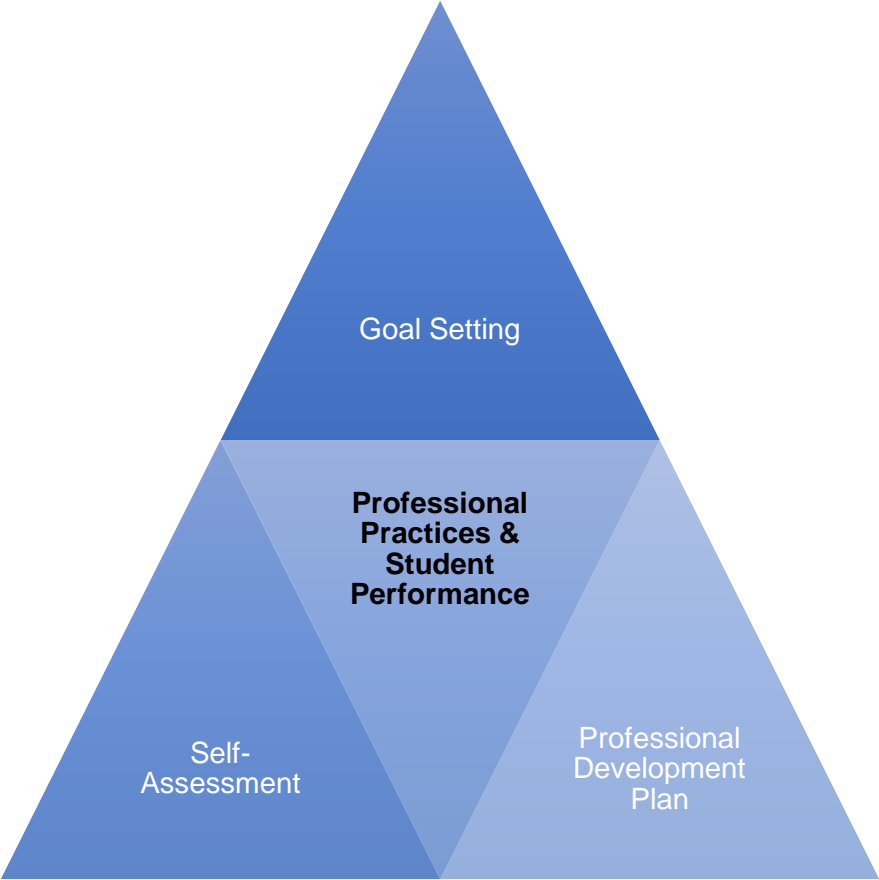 Goal Setting
Professional
Practices &
Student
Performance
Self-
Assessment
Professional
Development
Plan